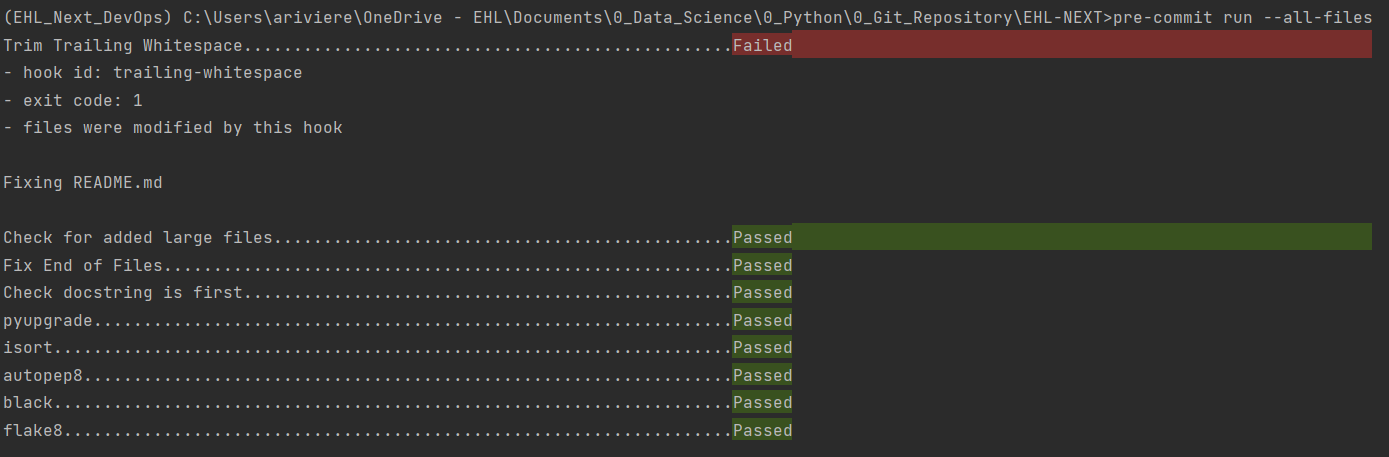 (EHL_Next_DevOps) C:\Users\ariviere\OneDrive - EHL\Documents\0_Data_Science\0_Python\0_Git_Repository\EHL-NEXT>pre-commit run --all-files
Trim Trailing Whitespace.................................................Failed
- hook id: trailing-whitespace
- exit code: 1
- files were modified by this hook
Fixing README.md
Check for added large files..............................................Passed
Fix End of Files.........................................................Passed
Check docstring is first.................................................Passed
pyupgrade................................................................Passed
isort....................................................................Passed
autopep8.................................................................Passed
black....................................................................Passed
flake8...................................................................Passed